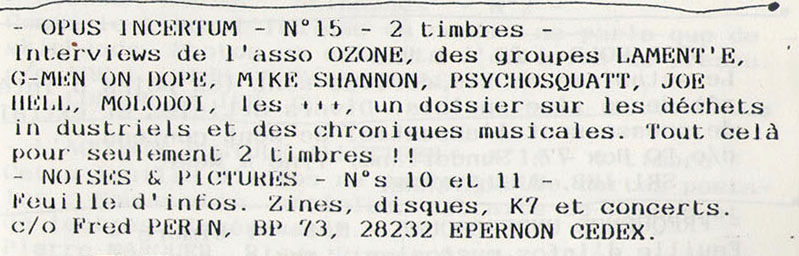 - OPUS INCERTUM - N°15 - 2 timbres -
Interviews de l'asso OZONE, des groupes LAMENT'E,
G-MEN ON DOPE, MIKE SHANNON, PSYCHOSQUATT, JOE
HELL, MOLODOI, les +++, un dossier sur les déchets
in dustriels et des chroniques musicales. Tout celà
pour seulement 2 timbres !!
- NOISES & PICTURES - N°s 10 et 11 -
Feuille d'infos. Zines, disques, K7 et concerts.
c/o Fred PERIN, BP 73, 28232 EPERNON CEDEX.